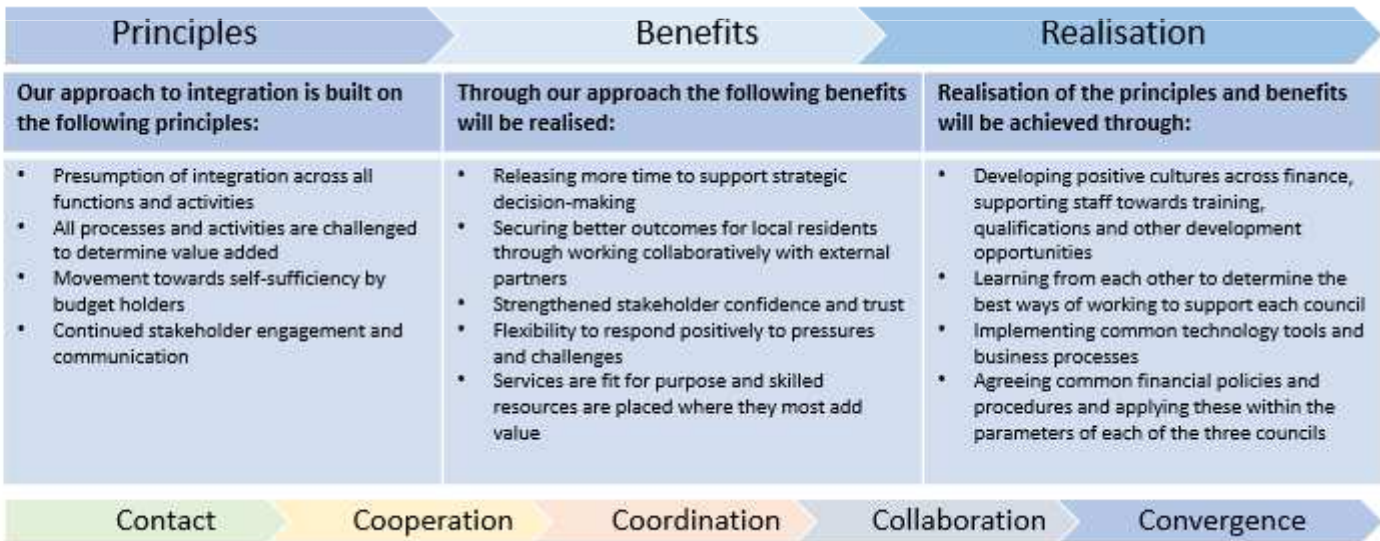 Principles
Benefits
Realisation
Our approach to integration is built on
the following principles:
• Presumption of integration across all
functions and activities
• All processes and activities are challenged
to determine value added
• Movement towards self-sufficiency by
budget holders
• Continued stakeholder engagement and
communication
Through our approach the following benefits
will be realised:
• Releasing more time to support strategic
decision-making
• Securing better outcomes for local residents
through working collaboratively with external
partners
• Strengthened stakeholder confidence and trust
• Flexibility to respond positively to pressures
and challenges
• Services are fit for purpose and skilled
resources are placed where they most add
value
Realisation of the principles and benefits
will be achieved through:
• Developing positive cultures across finance,
supporting staff towards training,
qualifications and other development
opportunities
• Learning from each other to determine the
best ways of working to support each council
• Implementing common technology tools and
business processes
• Agreeing common financial policies and
procedures and applying these within the
parameters of each of the three councils
Contact
Cooperation
Coordination
Collaboration
Convergence